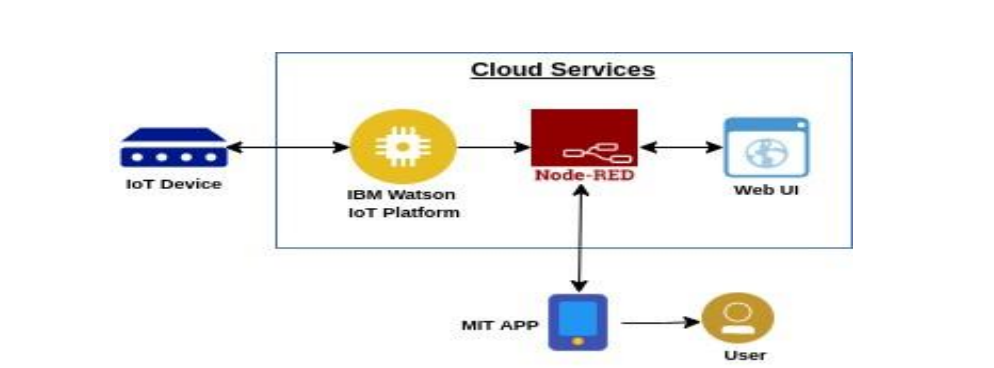 Cloud Services
IoT Device
IBM Watson
IoT Platform
Node-RED
Web UI
MIT APP
User